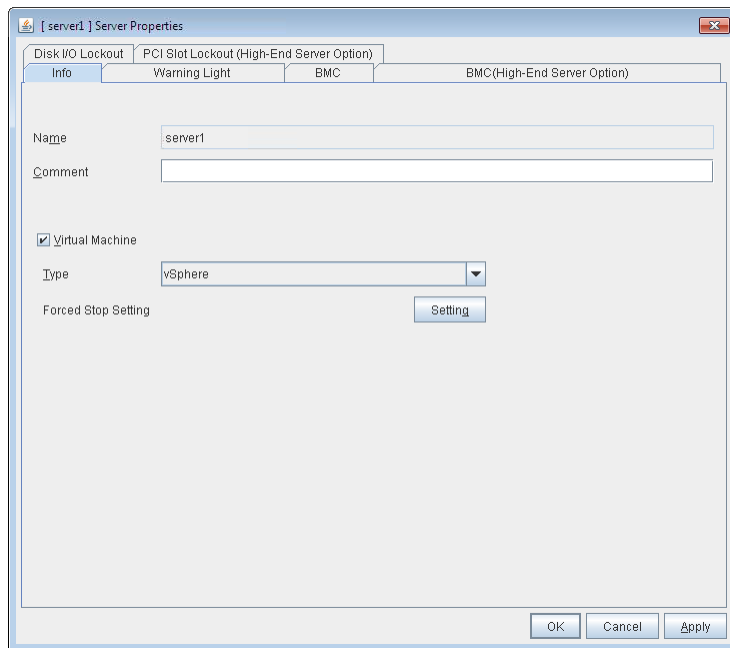 [ server1 ] Server Properties
Disk I/O Lockout PCI Slot Lockout (High-End Server Option)
Info Warning Light BMC BMC(High-End Server Option)
Name server1
Comment
Virtual Machine
Type vSphere
Forced Stop Setting Setting
OK Cancel Apply